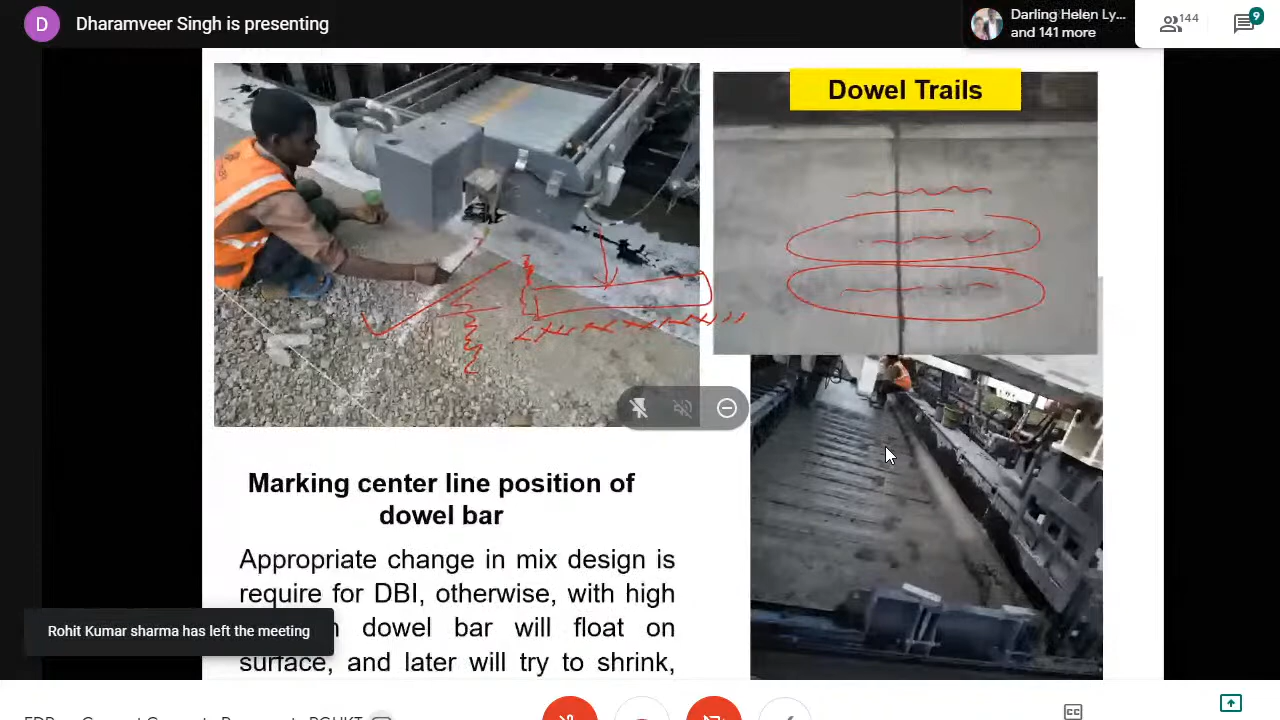 D
Dharamveer Singh is presenting
Darling Helen Ly...
and 141 more
144
9
Dowel Trails
Marking center line position of
dowel bar
Appropriate change in mix design is
require for DBI, otherwise, with high
dowel bar will float on
surface, and later will try to shrink,
Rohit Kumar sharma has left the meeting
CC